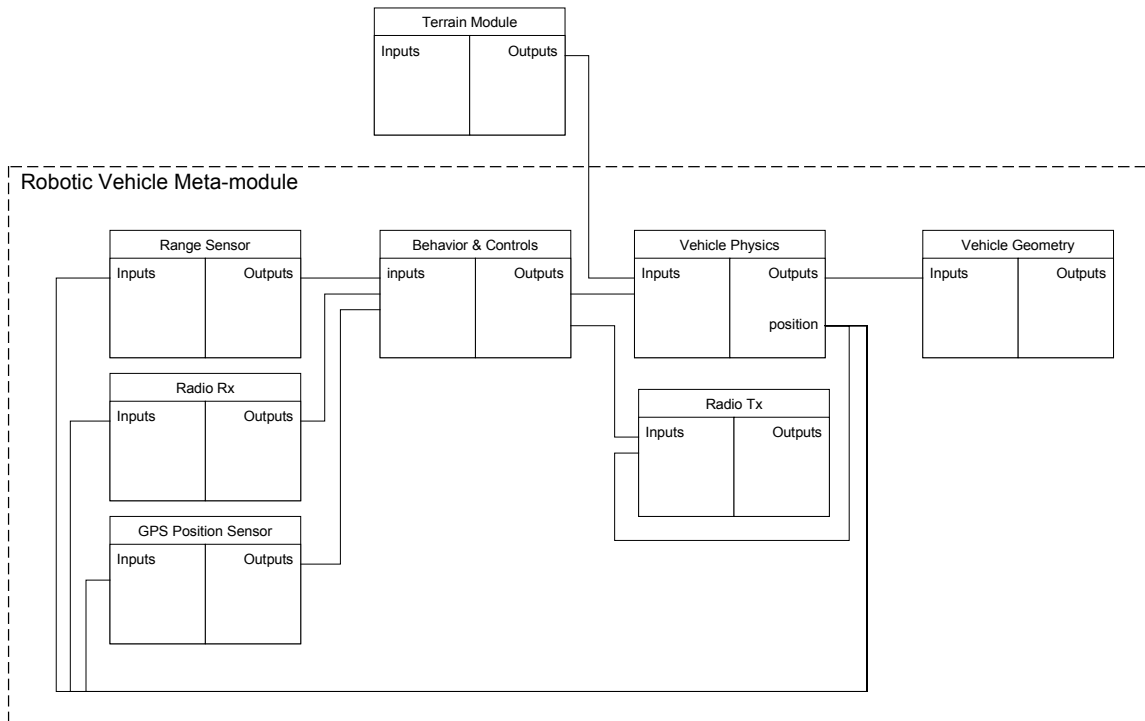 Terrain Module
Inputs Outputs
Robotic Vehicle Meta-module
Range Sensor Behavior & Controls Vehicle Physics Vehicle Geometry
Inputs Outputs inputs Outputs Inputs Outputs Inputs Outputs
position
Radio Rx
Inputs Outputs
Radio Tx
Inputs Outputs
GPS Position Sensor
Inputs Outputs